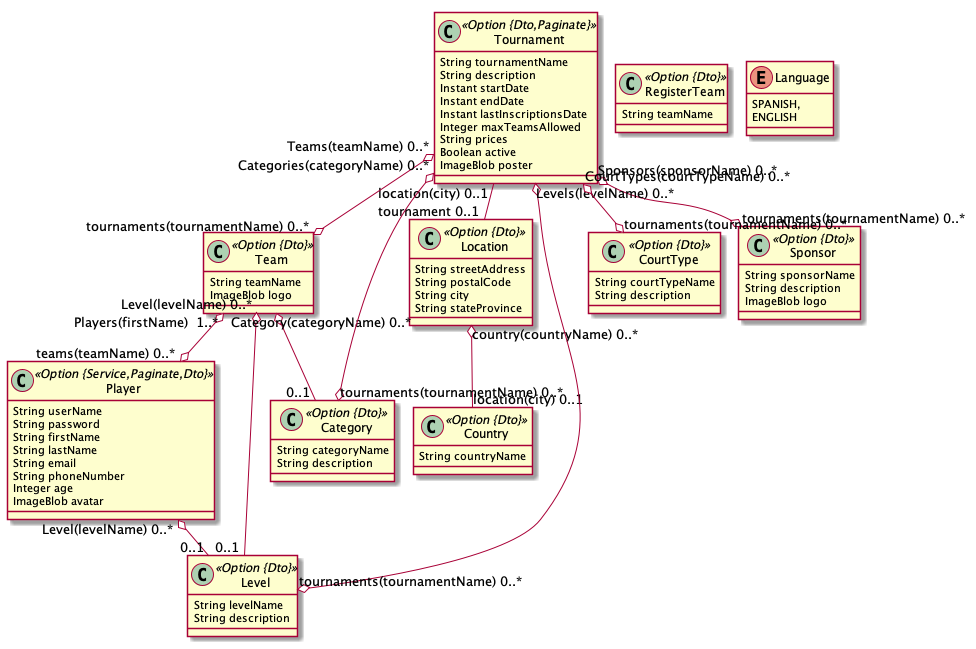 C «Option {Dto,Paginate}»
Tournament
String tournamentName
String description
Instant startDate
Instant endDate
Instant lastInscriptionsDate
Integer maxTeamsAllowed
String prices
Boolean active
ImageBlob poster
C «Option {Dto}»
RegisterTeam
String teamName
E Language
SPANISH,
ENGLISH
Teams(teamName) 0..*
Categories(categoryName) 0..*
location(city) 0..1
Levels(levelName) 0..*
Sponsors(sponsorName) 0..*
CourtTypes(courtTypeName) 0..*
tournament 0..1
tournaments(tournamentName) 0..*
tournaments(tournamentName) 0..*
tournaments(tournamentName) 0..*
C «Option {Dto}»
Team
String teamName
ImageBlob logo
C «Option {Dto}»
Location
String streetAddress
String postalCode
String city
String stateProvince
C «Option {Dto}»
CourtType
String courtTypeName
String description
C «Option {Dto}»
Sponsor
String sponsorName
String description
ImageBlob logo
Level(levelName) 0..*
Players(firstName) 1..*
Category(categoryName) 0..*
country(countryName) 0..*
teams(teamName) 0..*
C «Option {Service,Paginate,Dto}»
Player
String userName
String password
String firstName
String lastName
String email
String phoneNumber
Integer age
ImageBlob avatar
0..1
tournaments(tournamentName) 0..*
location(city) 0..1
C «Option {Dto}»
Category
String categoryName
String description
C «Option {Dto}»
Country
String countryName
Level(levelName) 0..*
0..1
0..1
C «Option {Dto}»
Level
String levelName
String description
tournaments(tournamentName) 0..*